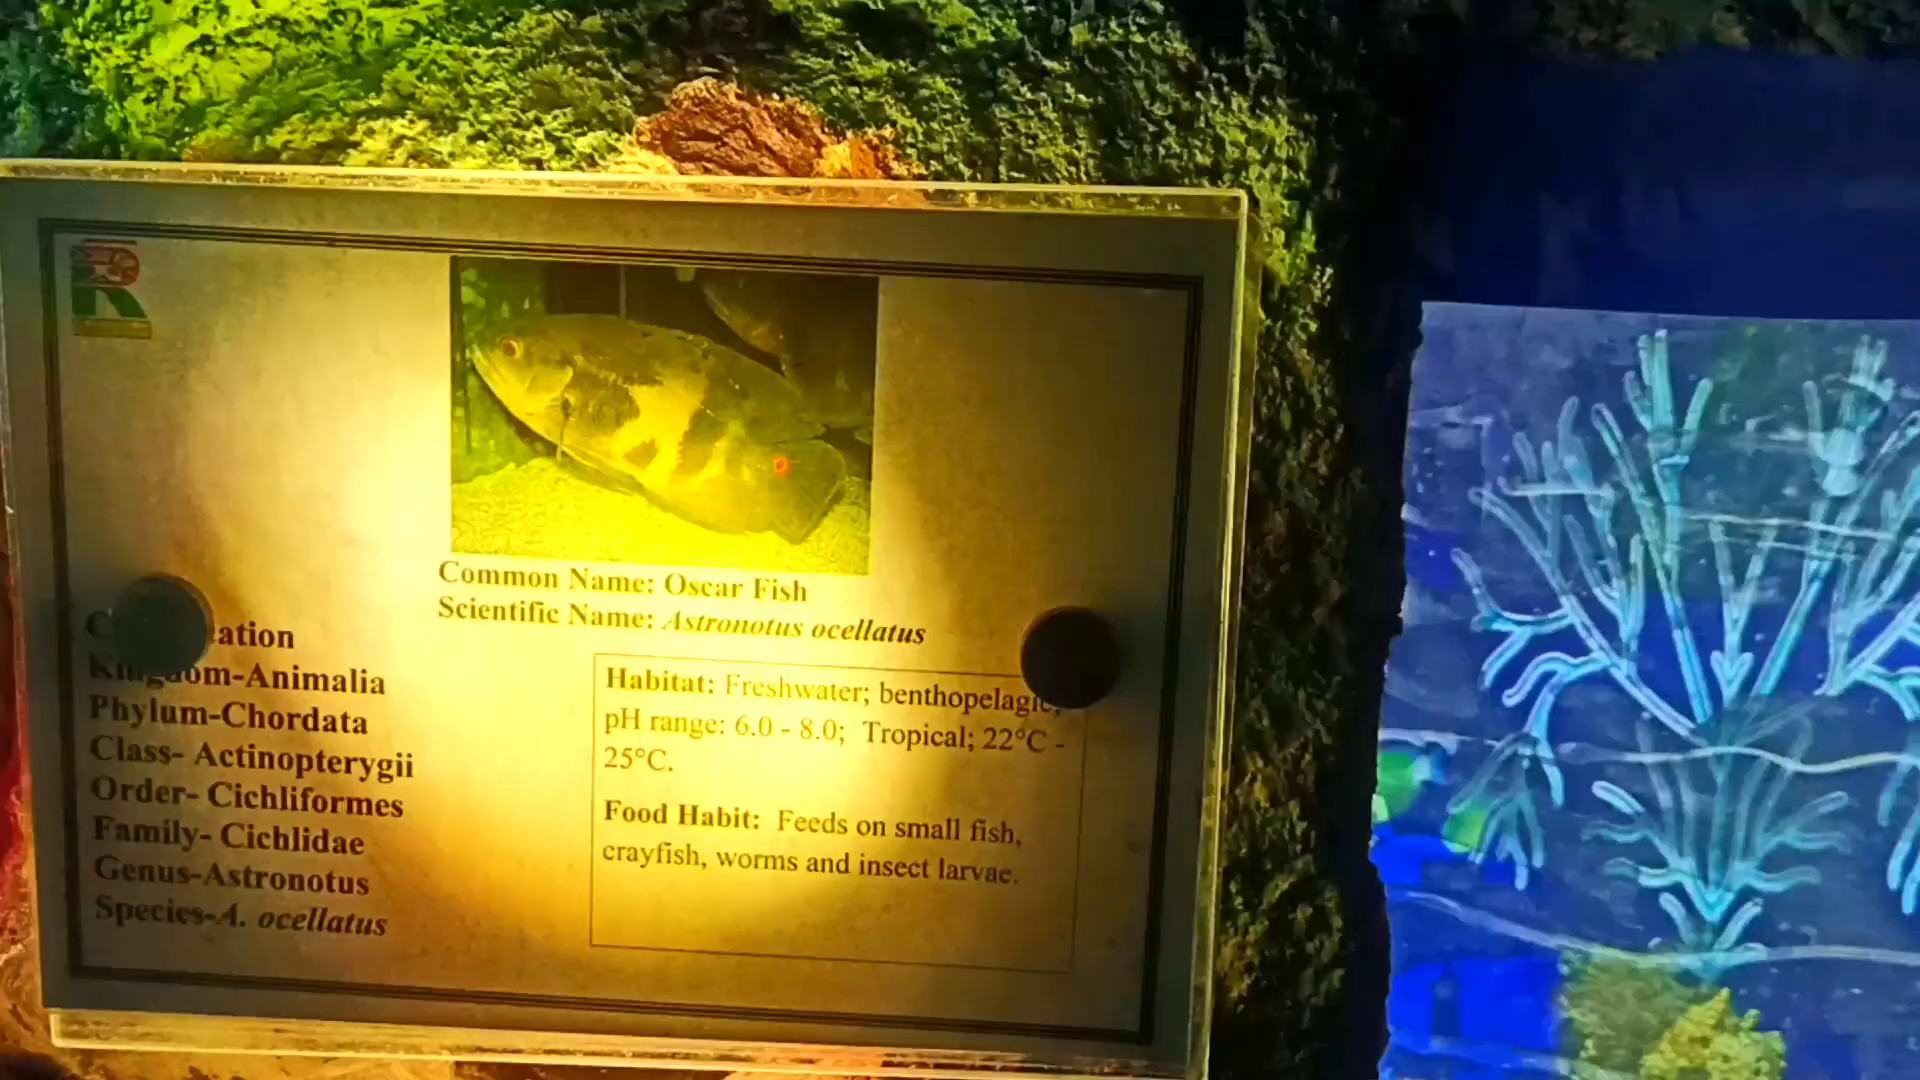 Common Name: Oscar Fish
Scientific Name: Astronotus ocellatus
Kingdom-Animalia
Phylum-Chordata
Class- Actinopterygii
Order- Cichliformes
Family- Cichlidae
Genus-Astronotus
Species-A. ocellatus
Habitat: Freshwater; benthopelagic;
pH range: 6.0 - 8.0; Tropical; 22°C -
25°C.
Food Habit: Feeds on small fish,
crayfish, worms and insect larvae.